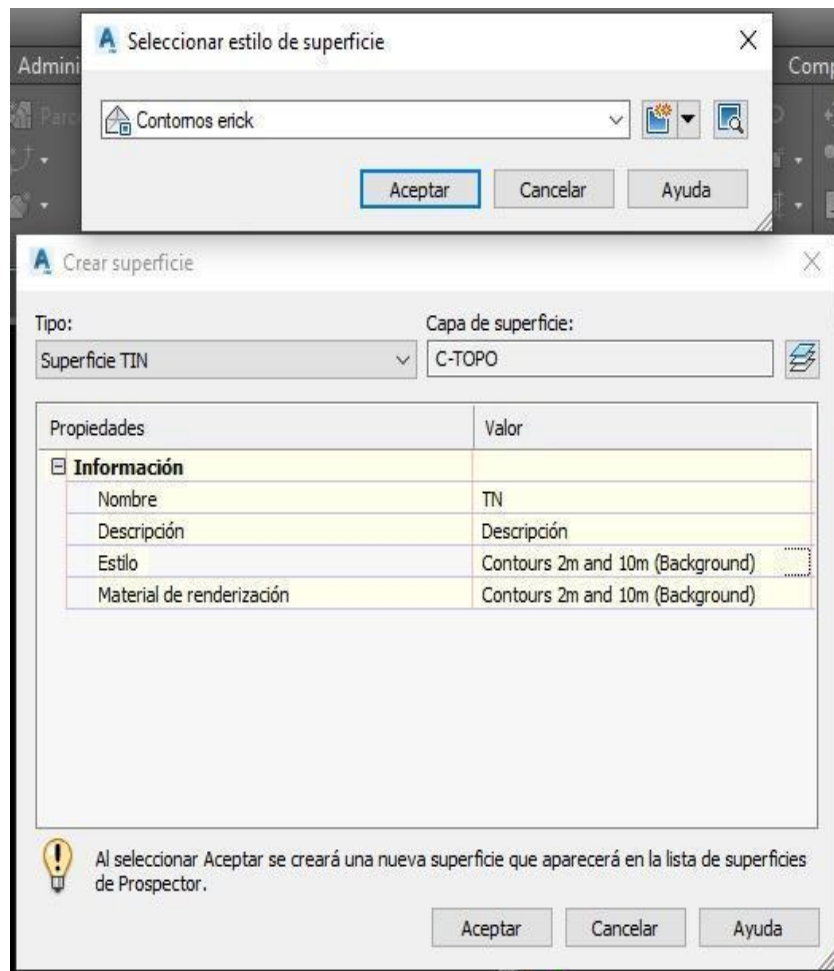 Seleccionar estilo de superficie
Admini
Comp
Parc
Contornos erick
Aceptar
Cancelar
Ayuda
Crear superficie
Tipo:
Capa de superficie:
Superficie TIN
C-TOPO
Propiedades
Valor
Información
Nombre
TN
Descripción
Descripción
Estilo
Contours 2m and 10m (Background)
Material de renderización
Contours 2m and 10m (Background)
Al seleccionar Aceptar se creará una nueva superficie que aparecerá en la lista de superficies
de Prospector.
Aceptar
Cancelar
Ayuda